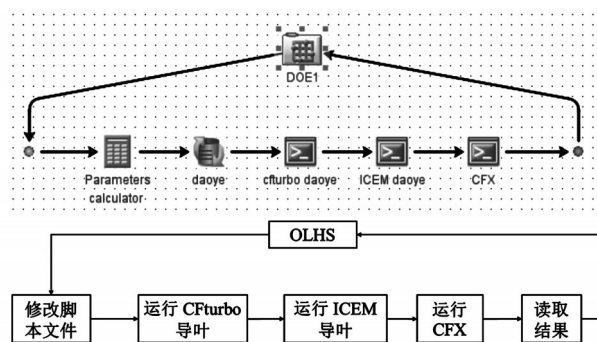 DOE1
Parameters
calculator
daoye
cfturbo daoye
ICEM daoye
CFX
OLHS
修改脚
本文件
运行 CFturbo
导叶
运行 ICEM
导叶
运行
CFX
读取
结果